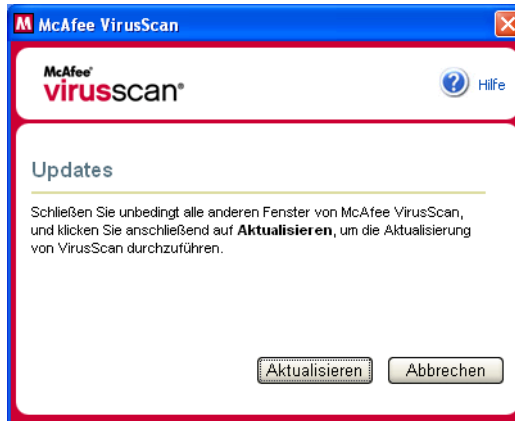 McAfee VirusScan
McAfee®
virusscan®
Hilfe
Updates
Schließen Sie unbedingt alle anderen Fenster von McAfee VirusScan,
und klicken Sie anschließend auf Aktualisieren, um die Aktualisierung
von VirusScan durchzuführen.
Aktualisieren
Abbrechen